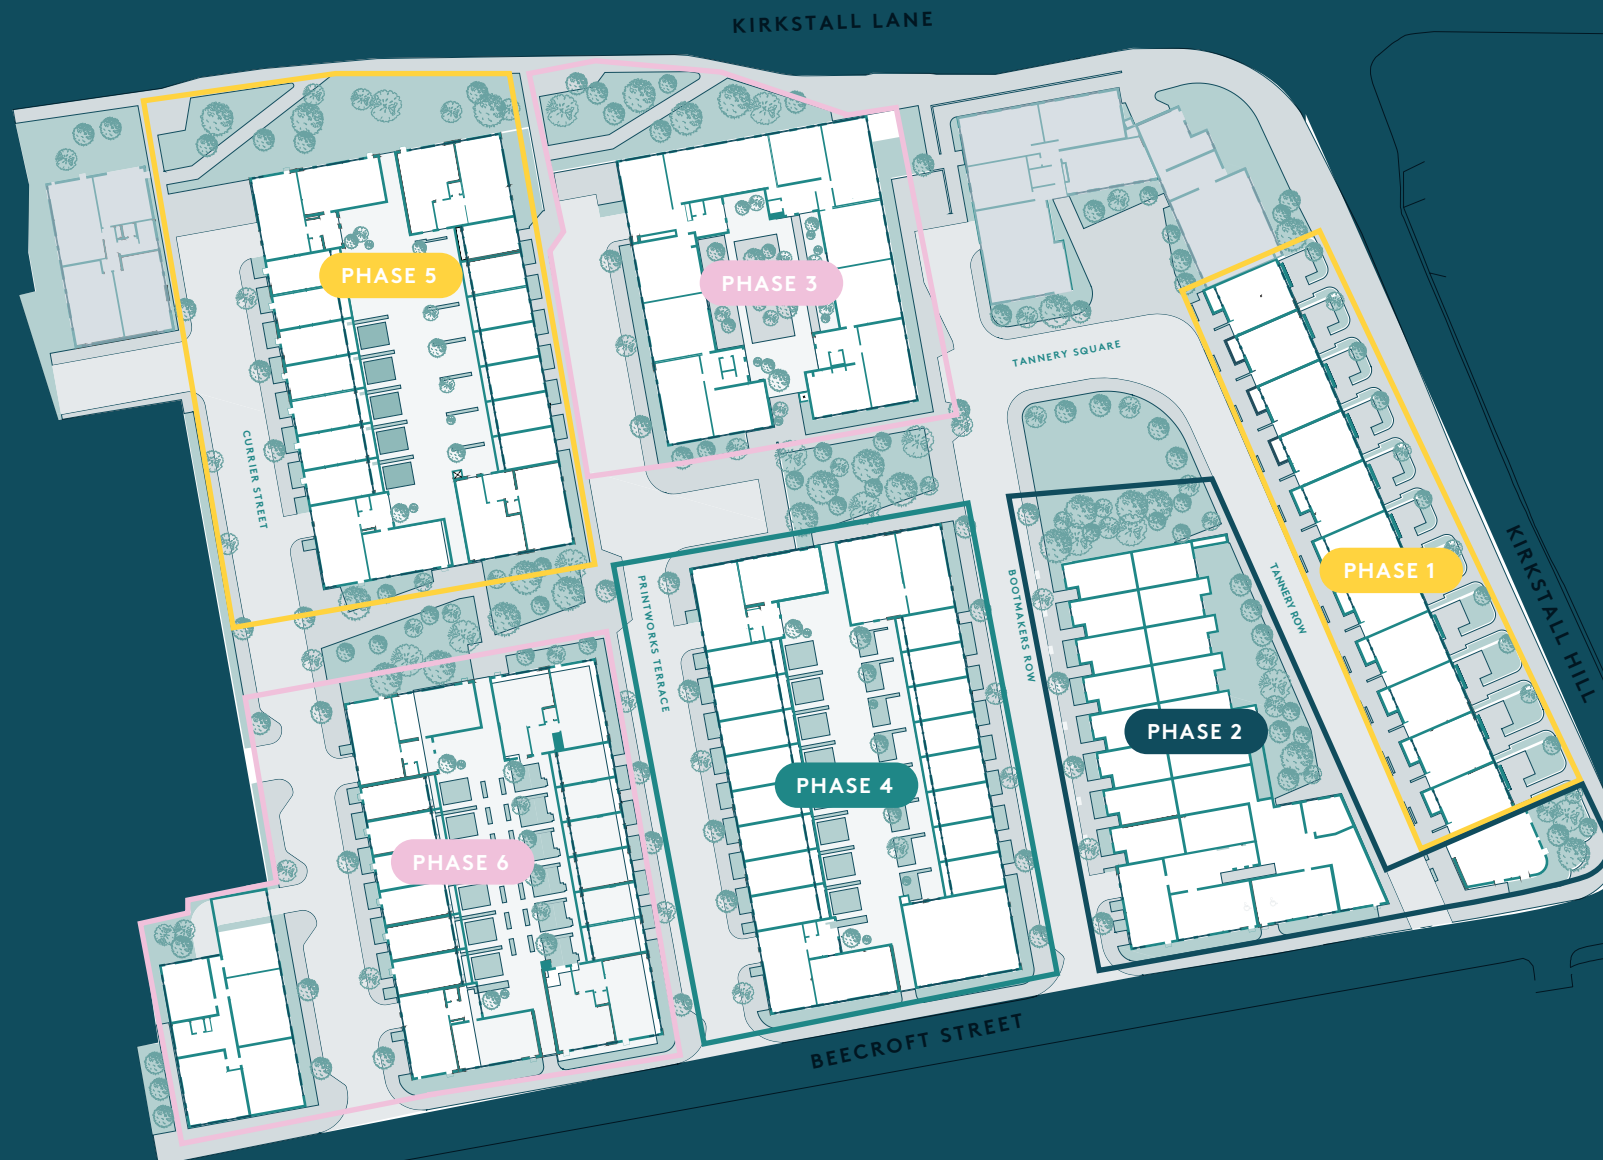 KIRKSTALL LANE
PHASE 5
PHASE 3
TANNERY SQUARE
CURRIER STREET
PRINTWORKS TERRACE
BOOTMAKERS ROW
TANNERY ROW
PHASE 1
KIRKSTALL HILL
PHASE 2
PHASE 4
PHASE 6
BEECROFT STREET